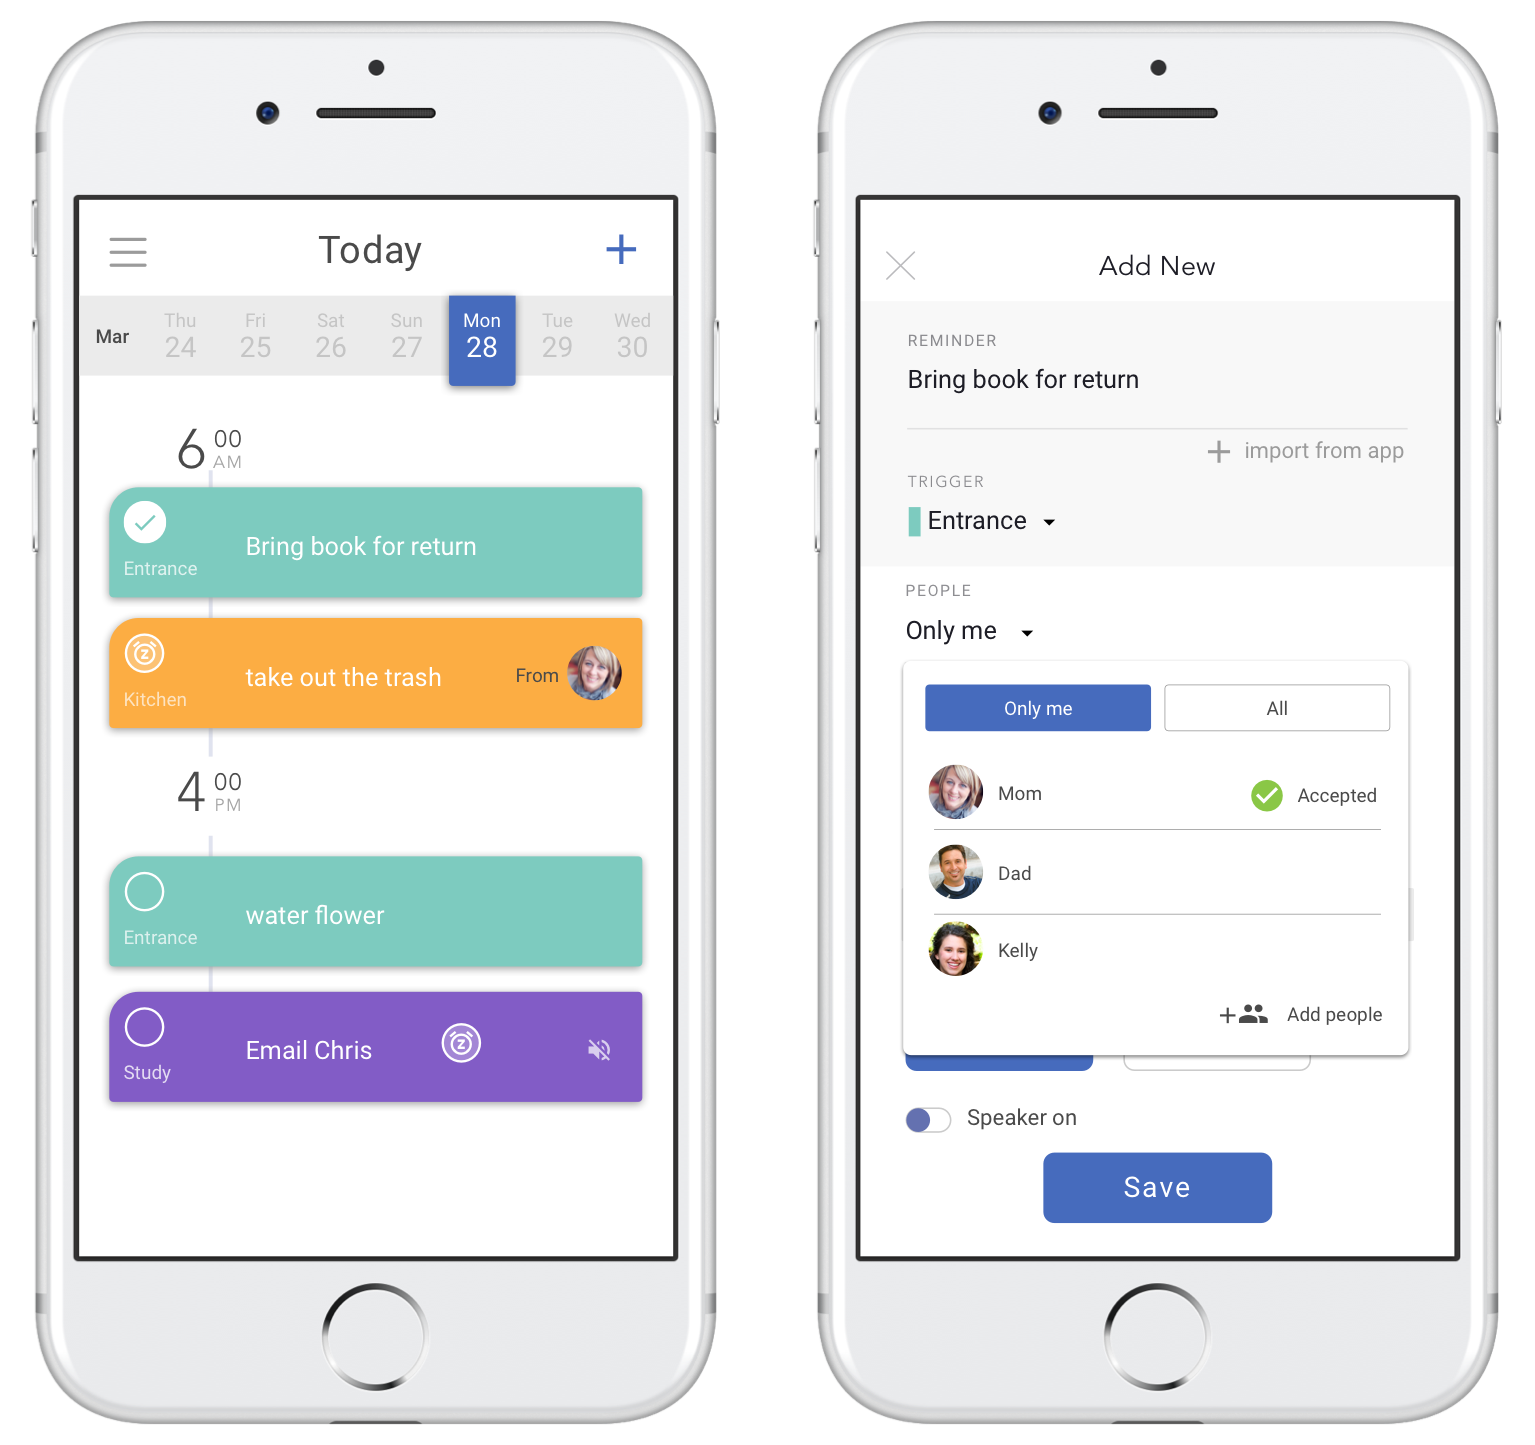 Today
Mar
Thu 24
Fri 25
Sat 26
Sun 27
Mon 28
Tue 29
Wed 30
6 00 AM
Entrance
Bring book for return
Kitchen
take out the trash
From
4 00 PM
Entrance
water flower
Study
Email Chris
Add New
REMINDER
Bring book for return
import from app
TRIGGER
Entrance
PEOPLE
Only me
Only me
All
Mom
Accepted
Dad
Kelly
Add people
Speaker on
Save